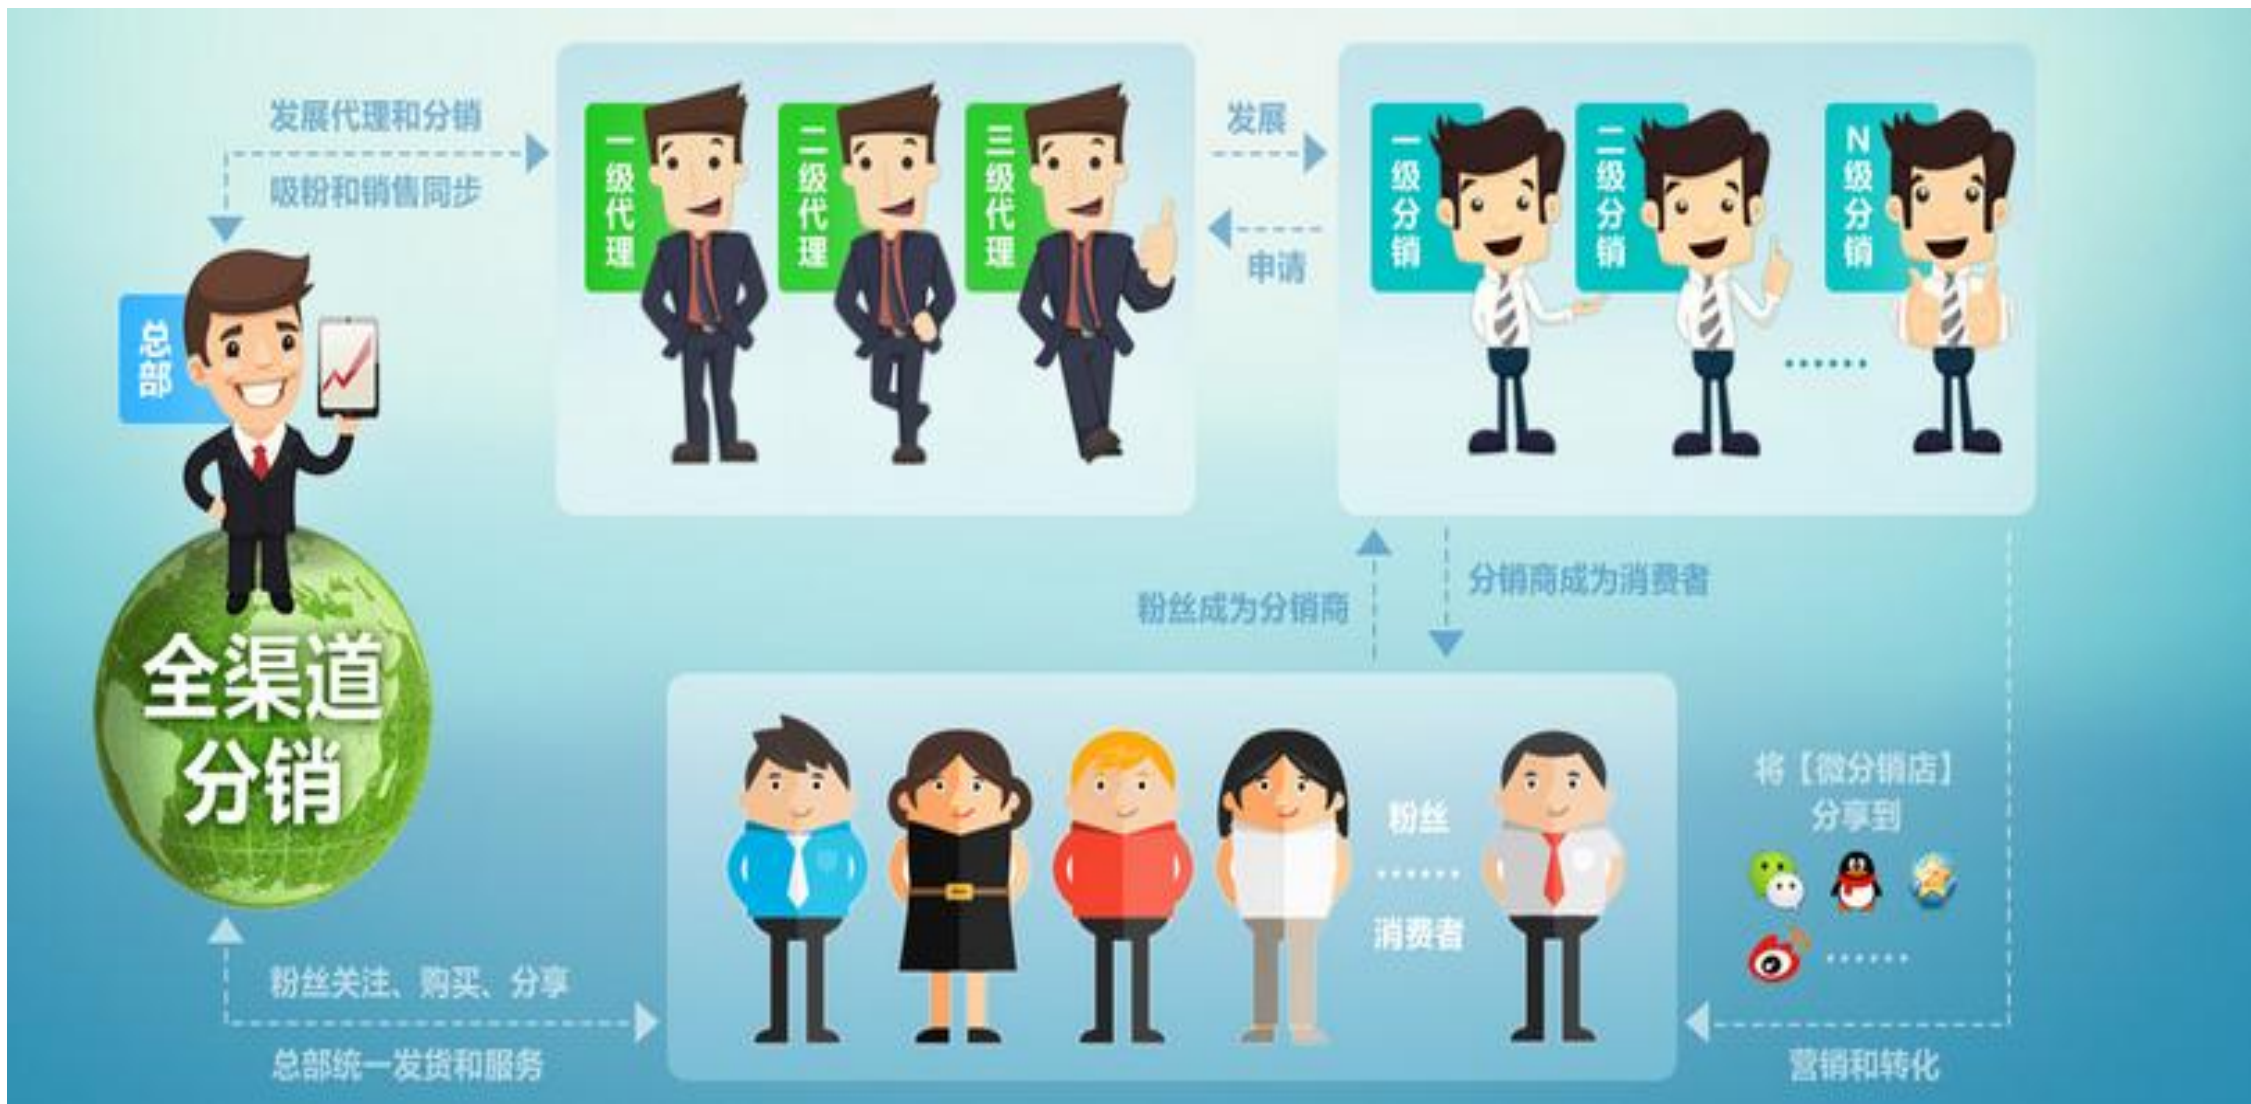 发展代理和分销
吸粉和销售同步
总部
全渠道
分销
一级代理
二级代理
三级代理
发展
申请
一级分销
二级分销
······
N级分销
粉丝成为分销商
分销商成为消费者
粉丝
······
消费者
将【微分销店】
分享到
······
营销和转化
粉丝关注、购买、分享
总部统一发货和服务